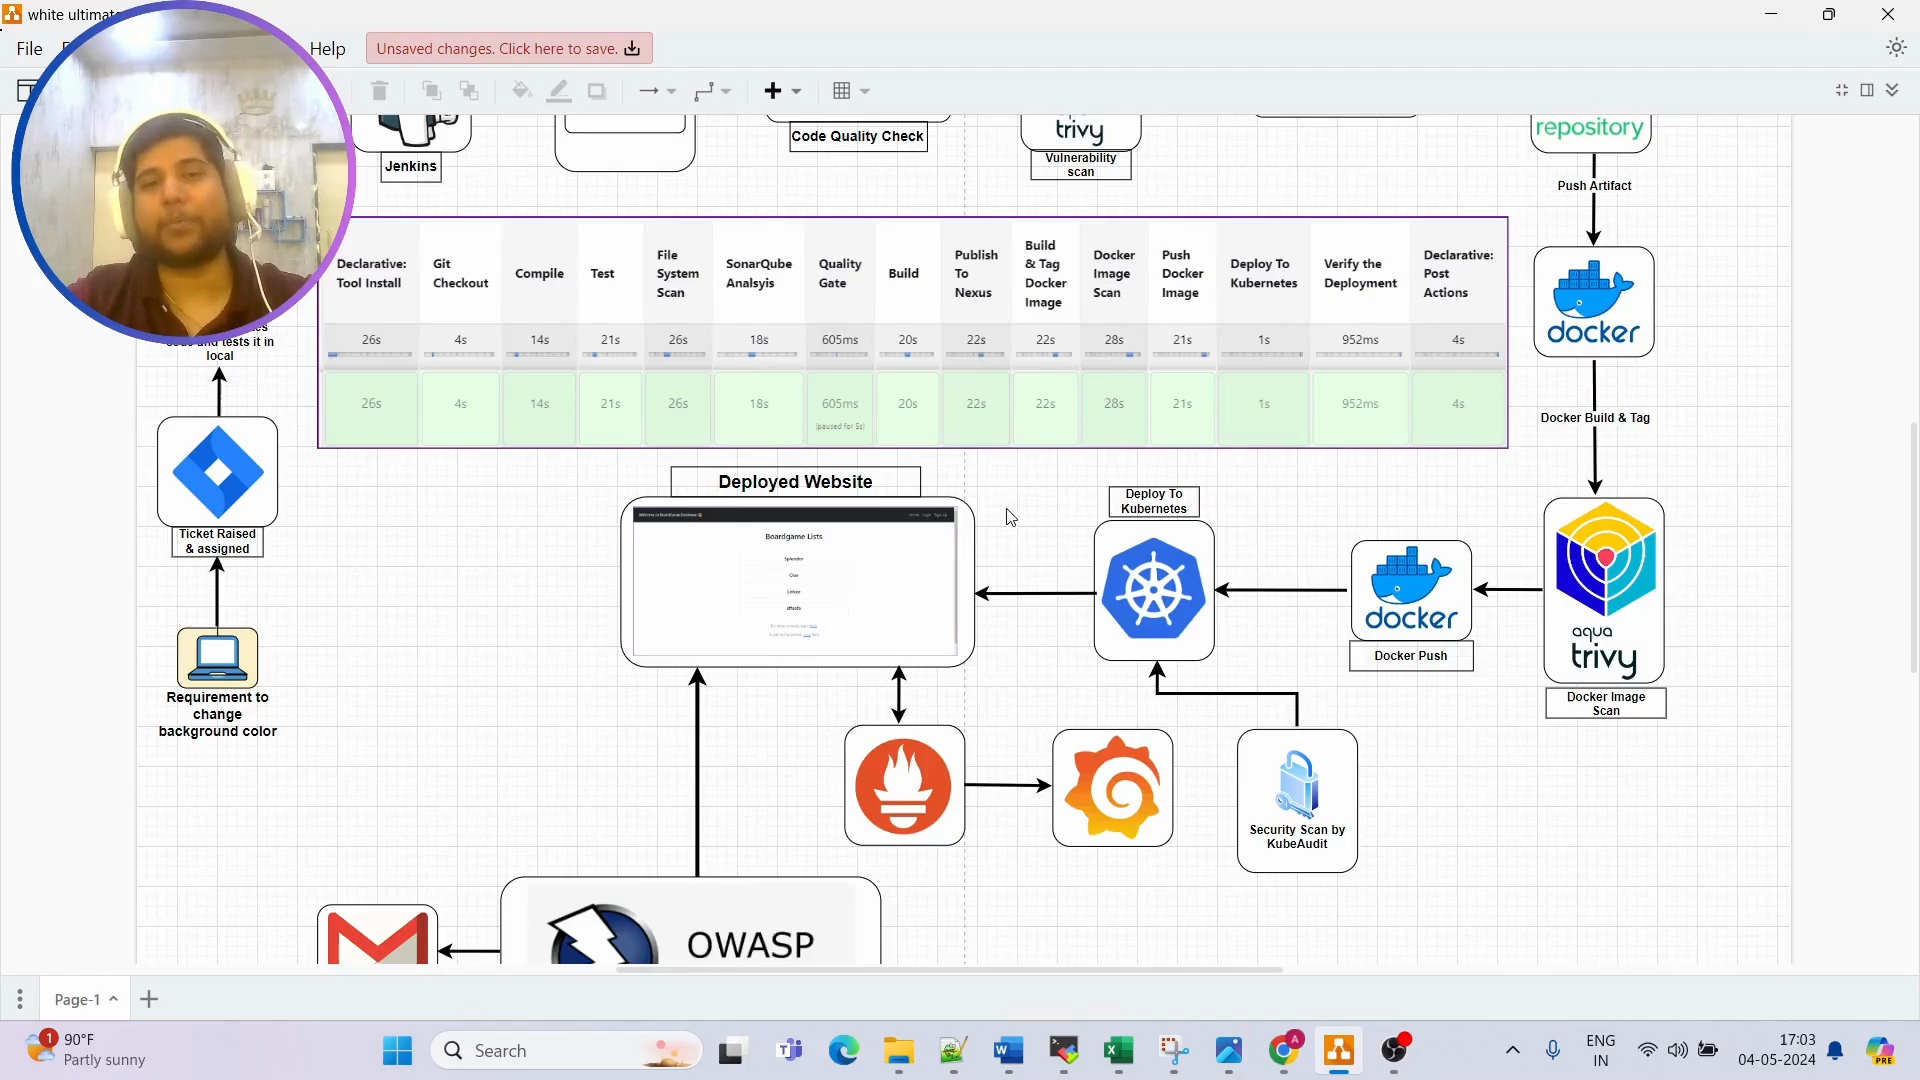 white ultimat
File
Help
Unsaved changes. Click here to save.
Jenkins
Code Quality Check
trivy
Vulnerability
scan
repository
Push Artifact
Declarative:
Tool Install
Git
Checkout
Compile
Test
File
System
Scan
SonarQube
Analsyis
Quality
Gate
Build
Publish
To
Nexus
Build
& Tag
Docker
Image
Docker
Image
Scan
Push
Docker
Image
Deploy To
Kubernetes
Verify the
Deployment
Declarative:
Post
Actions
26s 4s 14s 21s 26s 18s 605ms 20s 22s 22s 28s 21s 1s 952ms 4s
26s 4s 14s 21s 26s 18s 605ms 20s 22s 22s 28s 21s 1s 952ms 4s
(paused for 5s)
and tests it in
local
docker
Docker Build & Tag
Ticket Raised
& assigned
Requirement to
change
background color
Deployed Website
Boardgame Lists
Splendor
Clue
Linkee
Deploy To
Kubernetes
docker
Docker Push
aqua
trivy
Docker Image
Scan
Security Scan by
KubeAudit
OWASP
Page-1
1
90°F
Partly sunny
Search
ENG
IN
17:03
04-05-2024
PRE